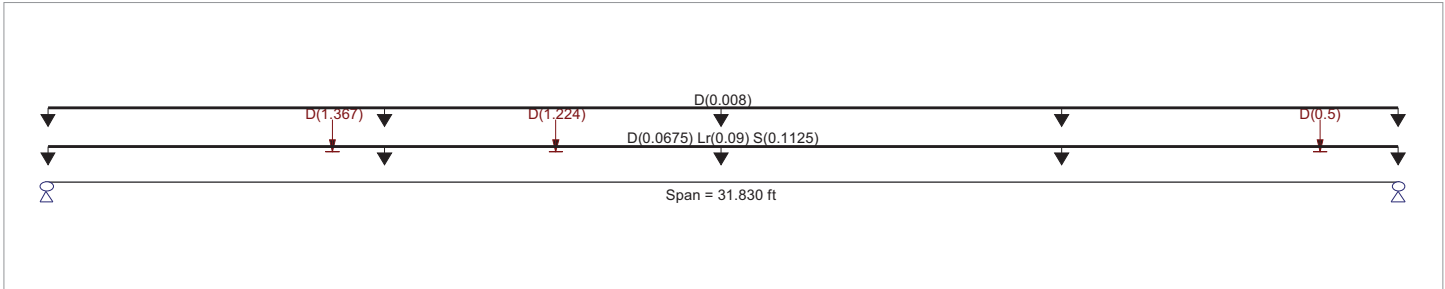 D(0.008)
D(1.367) D(1.224) D(0.5)
D(0.0675) Lr(0.09) S(0.1125)
Span = 31.830 ft